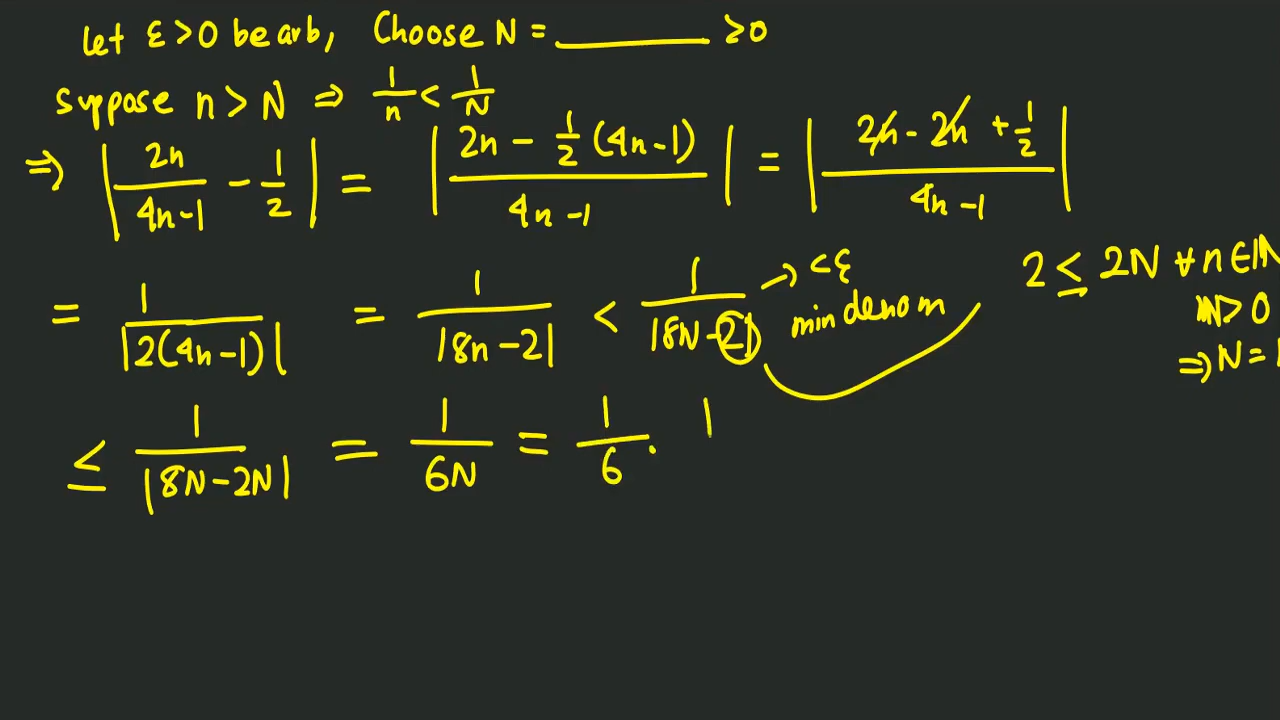 Let ε>0 be arb, Choose N = ________ >0
suppose n > N ⇒ 1/n < 1/N
⇒ |2n/(4n-1) - 1/2| = |(2n - 1/2(4n-1))/(4n-1)| = |(2n - 2n + 1/2)/(4n-1)|
= 1/|2(4n-1)| = 1/|8n-2| < 1/|8N-2| → <ε
min denom
2 ≤ 2N ∀n∈ℕ
n>0
⇒ N =
≤ 1/|8N-2N| = 1/6N = 1/6 · 1